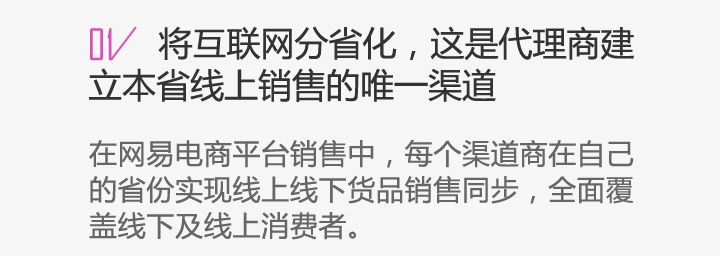 01/ 将互联网分省化，这是代理商建
立本省线上销售的唯一渠道
在网易电商平台销售中，每个渠道商在自己
的省份实现线上线下货品销售同步，全面覆
盖线下及线上消费者。